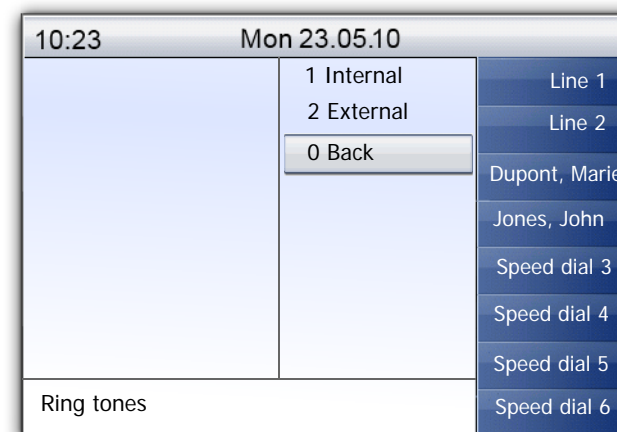 10:23 Mon 23.05.10
1 Internal
2 External
0 Back
Ring tones
Line 1
Line 2
Dupont, Marie
Jones, John
Speed dial 3
Speed dial 4
Speed dial 5
Speed dial 6